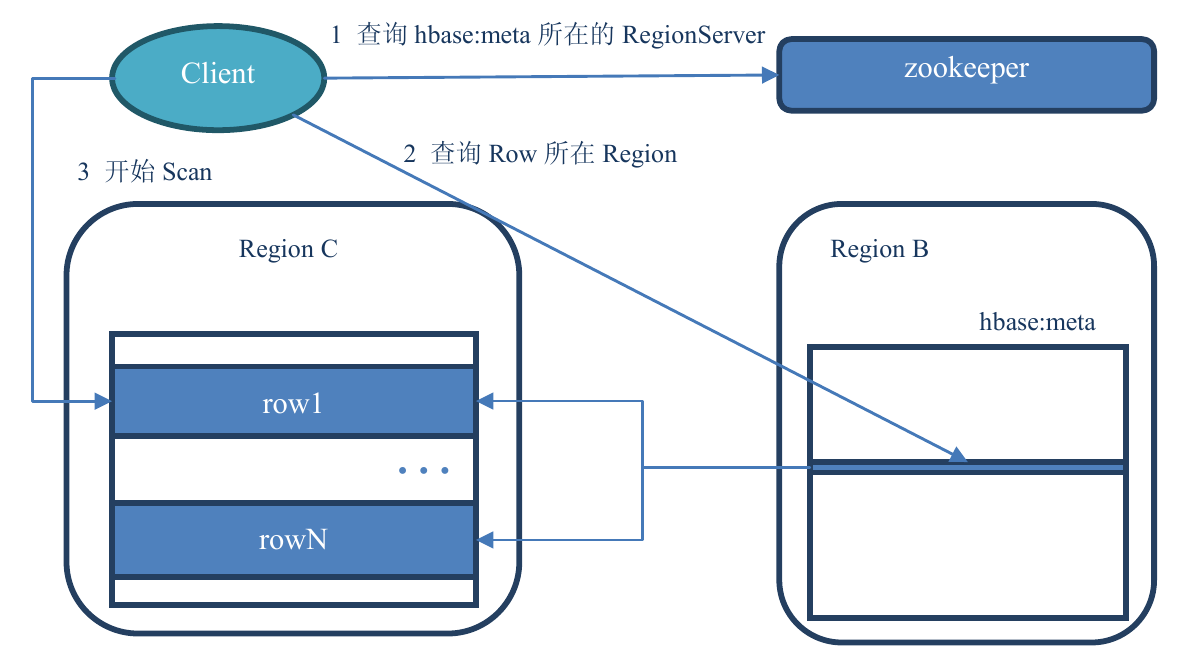 1 查询 hbase:meta 所在的 RegionServer
Client
zookeeper
2 查询 Row 所在 Region
3 开始 Scan
Region C
Region B
hbase:meta
row1
...
rowN